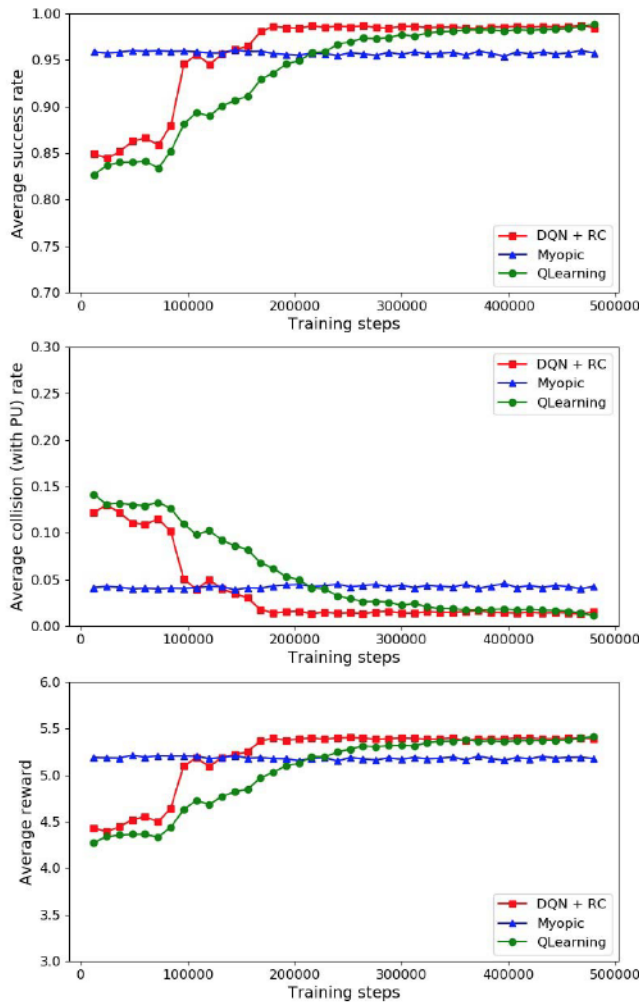 1.00
0.95
0.90
0.85
0.80
0.75
0.70
Average success rate
DQN + RC
Myopic
QLearning
0 100000 200000 300000 400000 500000
Training steps
0.30
0.25
0.20
0.15
0.10
0.05
0.00
Average collision (with PU) rate
DQN + RC
Myopic
QLearning
0 100000 200000 300000 400000 500000
Training steps
6.0
5.5
5.0
4.5
4.0
3.5
3.0
Average reward
DQN + RC
Myopic
QLearning
0 100000 200000 300000 400000 500000
Training steps